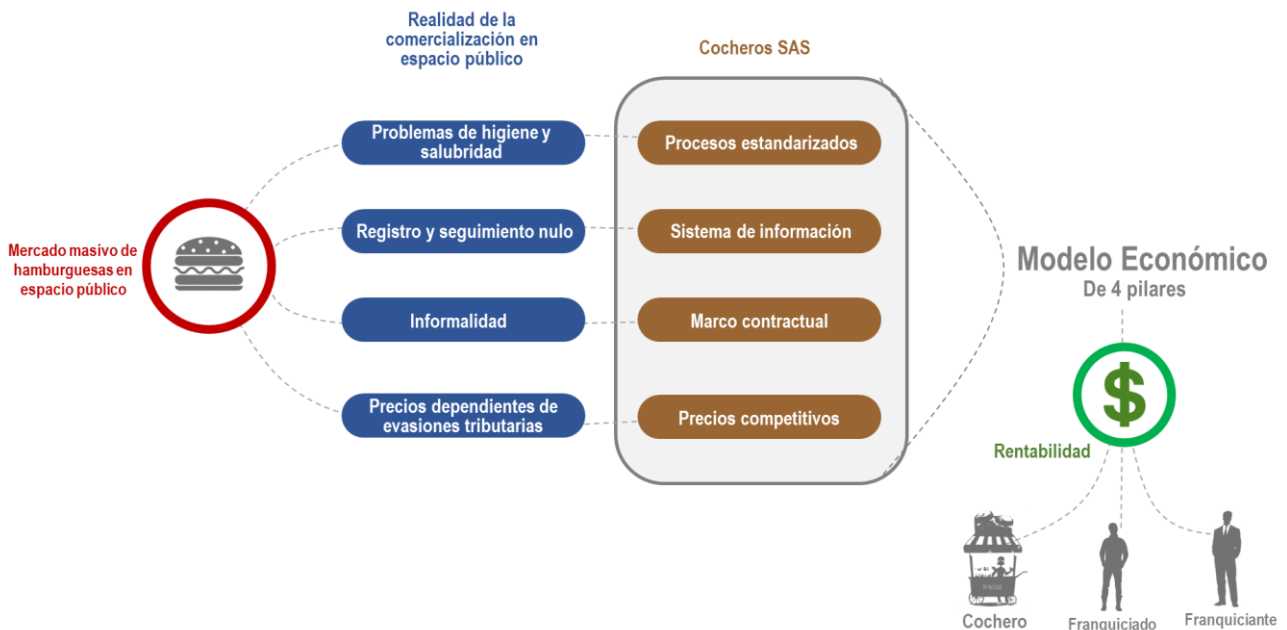 Realidad de la
comercialización en
espacio público
Cocheros SAS
Problemas de higiene y
salubridad
Procesos estandarizados
Mercado masivo de
hamburguesas en
espacio público
Registro y seguimiento nulo
Sistema de información
Informalidad
Marco contractual
Precios dependientes de
evasiones tributarias
Precios competitivos
Modelo Económico
De 4 pilares
$
Rentabilidad
Cochero
Franquiciado
Franquiciante